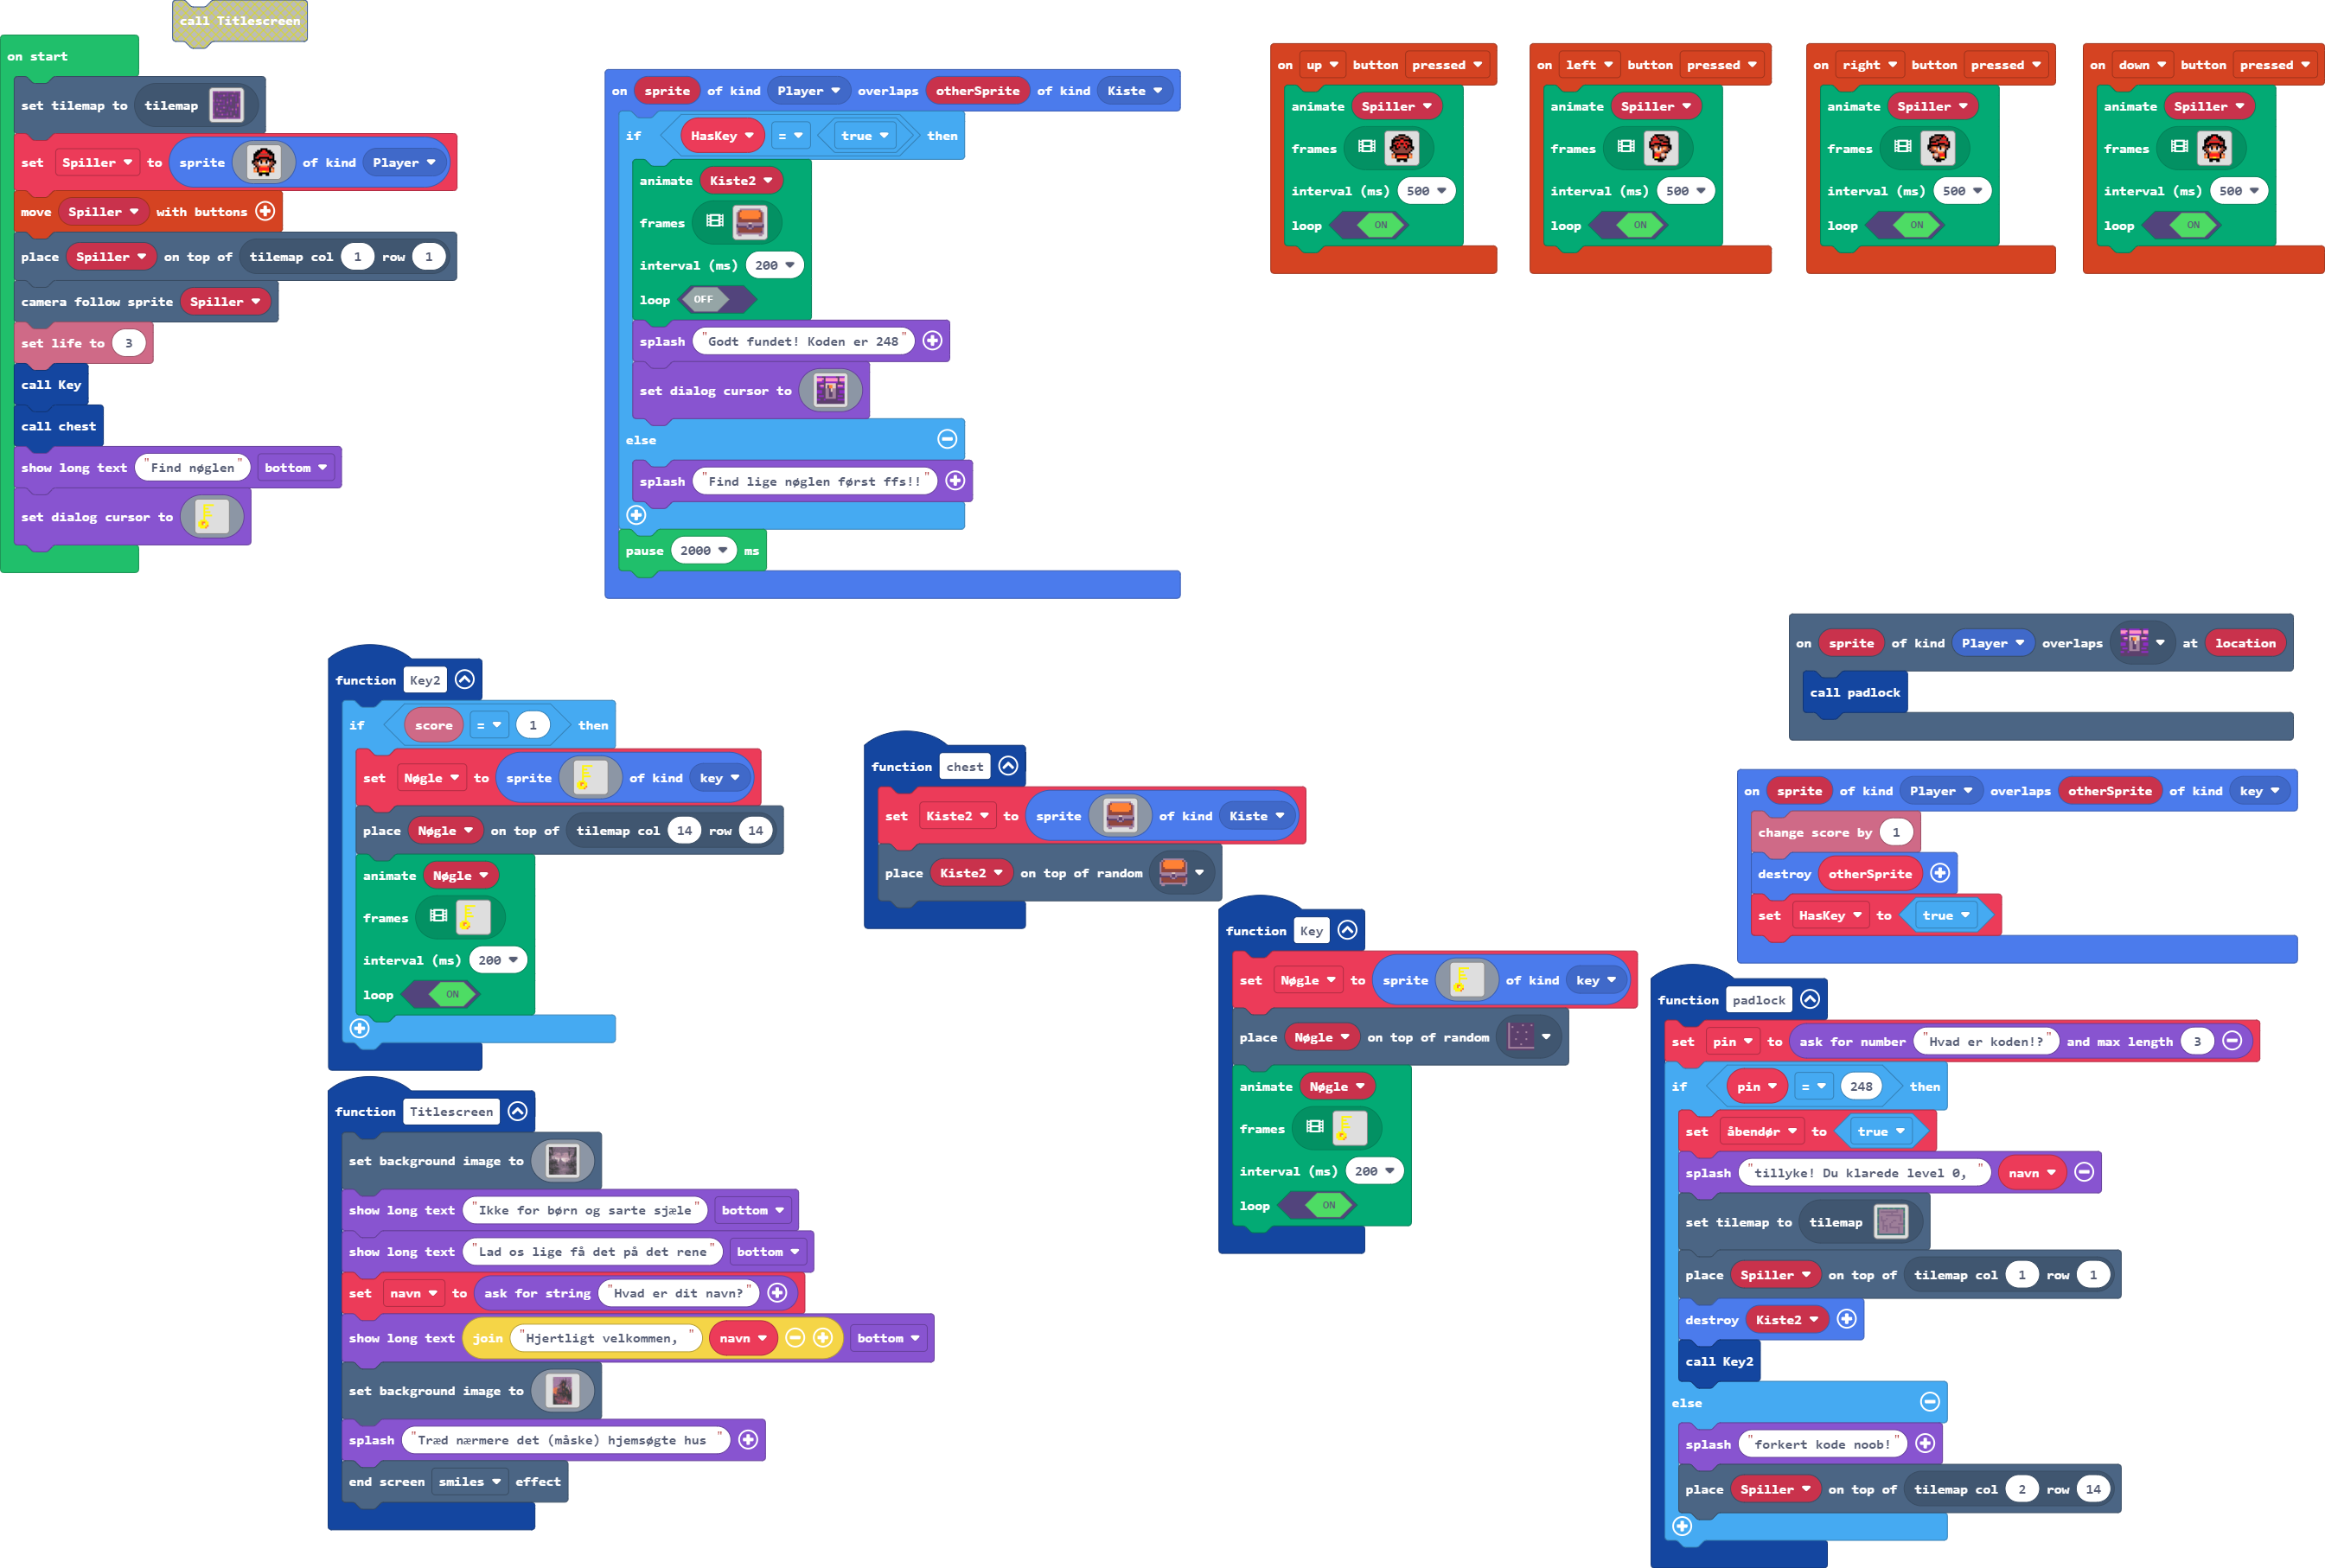 call Titlescreen
on start
set tilemap to tilemap
set Spiller to sprite of kind Player
move Spiller with buttons
place Spiller on top of tilemap col 1 row 1
camera follow sprite Spiller
set life to 3
call Key
call chest
show long text "Find nøglen" bottom
set dialog cursor to
on sprite of kind Player overlaps otherSprite of kind Kiste
if HasKey = true then
animate Kiste2
frames
interval (ms) 200
loop OFF
splash "Godt fundet! Koden er 248"
set dialog cursor to
else
splash "Find lige nøglen først ffs!!"
pause 2000 ms
on up button pressed
animate Spiller
frames
interval (ms) 500
loop ON
on left button pressed
animate Spiller
frames
interval (ms) 500
loop ON
on right button pressed
animate Spiller
frames
interval (ms) 500
loop ON
on down button pressed
animate Spiller
frames
interval (ms) 500
loop ON
function Key2
if score = 1 then
set Nøgle to sprite of kind key
place Nøgle on top of tilemap col 14 row 14
animate Nøgle
frames
interval (ms) 200
loop ON
function chest
set Kiste2 to sprite of kind Kiste
place Kiste2 on top of random
function Key
set Nøgle to sprite of kind key
place Nøgle on top of random
animate Nøgle
frames
interval (ms) 200
loop ON
on sprite of kind Player overlaps at location
call padlock
on sprite of kind Player overlaps otherSprite of kind key
change score by 1
destroy otherSprite
set HasKey to true
function padlock
set pin to ask for number "Hvad er koden!?" and max length 3
if pin = 248 then
set åbendør to true
splash "tillyke! Du klarede level 0, " navn
set tilemap to tilemap
place Spiller on top of tilemap col 1 row 1
destroy Kiste2
call Key2
else
splash "forkert kode noob!"
place Spiller on top of tilemap col 2 row 14
function Titlescreen
set background image to
show long text "Ikke for børn og sarte sjæle" bottom
show long text "Lad os lige få det på det rene" bottom
set navn to ask for string "Hvad er dit navn?"
show long text join "Hjertligt velkommen, " navn bottom
set background image to
splash "Træd nærmere det (måske) hjemsøgte hus "
end screen smiles effect